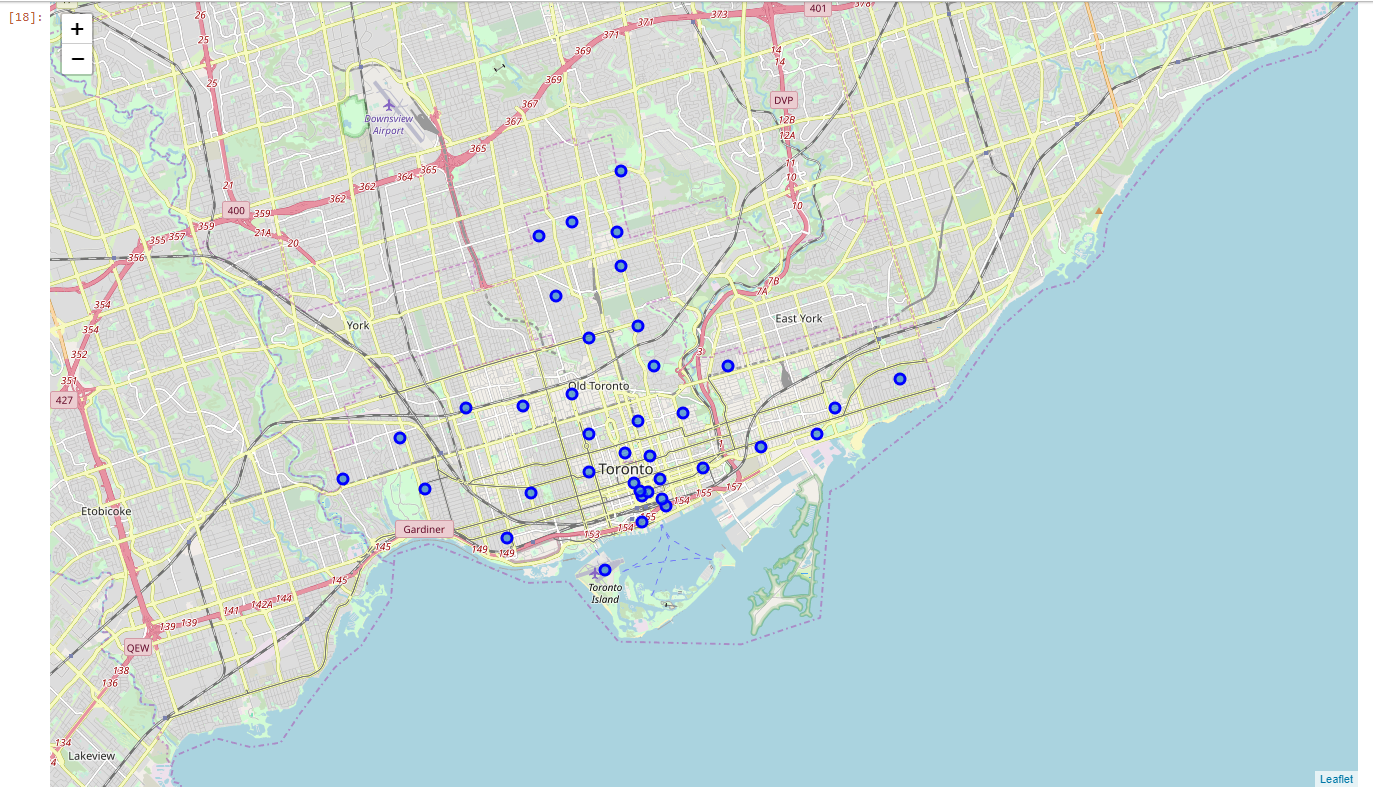 [18]:
+
−
26
25
25
21
400
359
359
21A
20
355
357
356
354
354
352
351
427
Downsview
Airport
362
362
364
365
365
367
367
369
369
371
371
373
401
378
14
14
DVP
12B
12A
11
10
10
7B
7A
3
1
York
East York
Old Toronto
Toronto
Etobicoke
Gardiner
145
149
149
153
154
155
154
155
157
Toronto
Island
145
144
142A
141
139
139
QEW
138
136
134
4
Lakeview
Leaflet